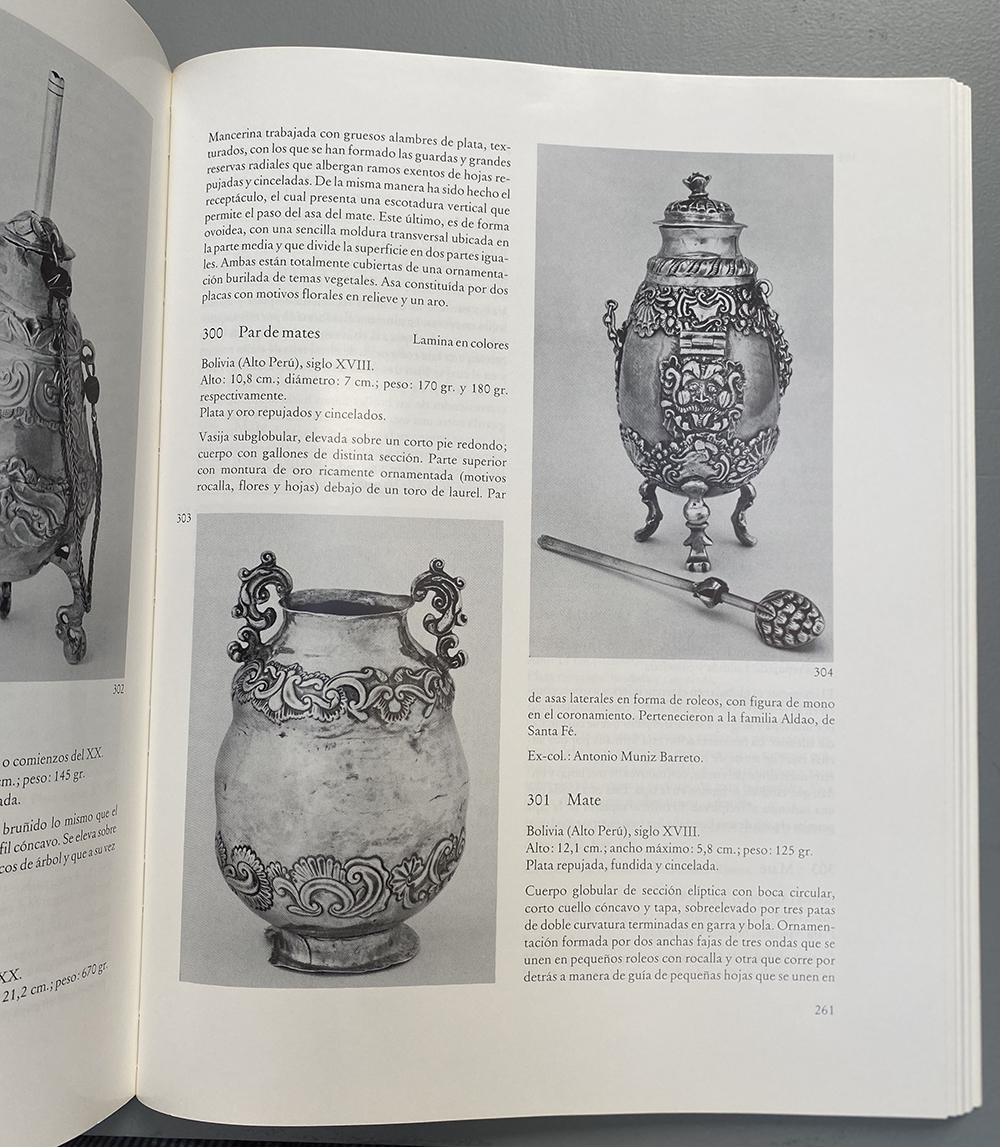 302
o comienzos del XX.
cm.; peso: 145 gr.
ada.
bruñido lo mismo que el
fil cóncavo. Se eleva sobre
cos de árbol y que a su vez
XX.
21,2 cm.; peso: 670 gr.
Mancerina trabajada con gruesos alambres de plata, tex-
turados, con los que se han formado las guardas y grandes
reservas radiales que albergan ramos exentos de hojas re-
pujadas y cinceladas. De la misma manera ha sido hecho el
receptáculo, el cual presenta una escotadura vertical que
permite el paso del asa del mate. Este último, es de forma
ovoidea, con una sencilla moldura transversal ubicada en
la parte media y que divide la superficie en dos partes igua-
les. Ambas están totalmente cubiertas de una ornamenta-
ción burilada de temas vegetales. Asa constituída por dos
placas con motivos florales en relieve y un aro.
300 Par de mates
Lamina en colores
Bolivia (Alto Perú), siglo XVIII.
Alto: 10,8 cm.; diámetro: 7 cm.; peso: 170 gr. y 180 gr.
respectivamente.
Plata y oro repujados y cincelados.
Vasija subglobular, elevada sobre un corto pie redondo;
cuerpo con gallones de distinta sección. Parte superior
con montura de oro ricamente ornamentada (motivos
rocalla, flores y hojas) debajo de un toro de laurel. Par
303
304
de asas laterales en forma de roleos, con figura de mono
en el coronamiento. Pertenecieron a la familia Aldao, de
Santa Fé.
Ex-col.: Antonio Muniz Barreto.
301 Mate
Bolivia (Alto Perú), siglo XVIII.
Alto: 12,1 cm.; ancho máximo: 5,8 cm.; peso: 125 gr.
Plata repujada, fundida y cincelada.
Cuerpo globular de sección elíptica con boca circular,
corto cuello cóncavo y tapa, sobreelevado por tres patas
de doble curvatura terminadas en garra y bola. Ornamen-
tación formada por dos anchas fajas de tres ondas que se
unen en pequeños roleos con rocalla y otra que corre por
detrás a manera de guía de pequeñas hojas que se unen en
261